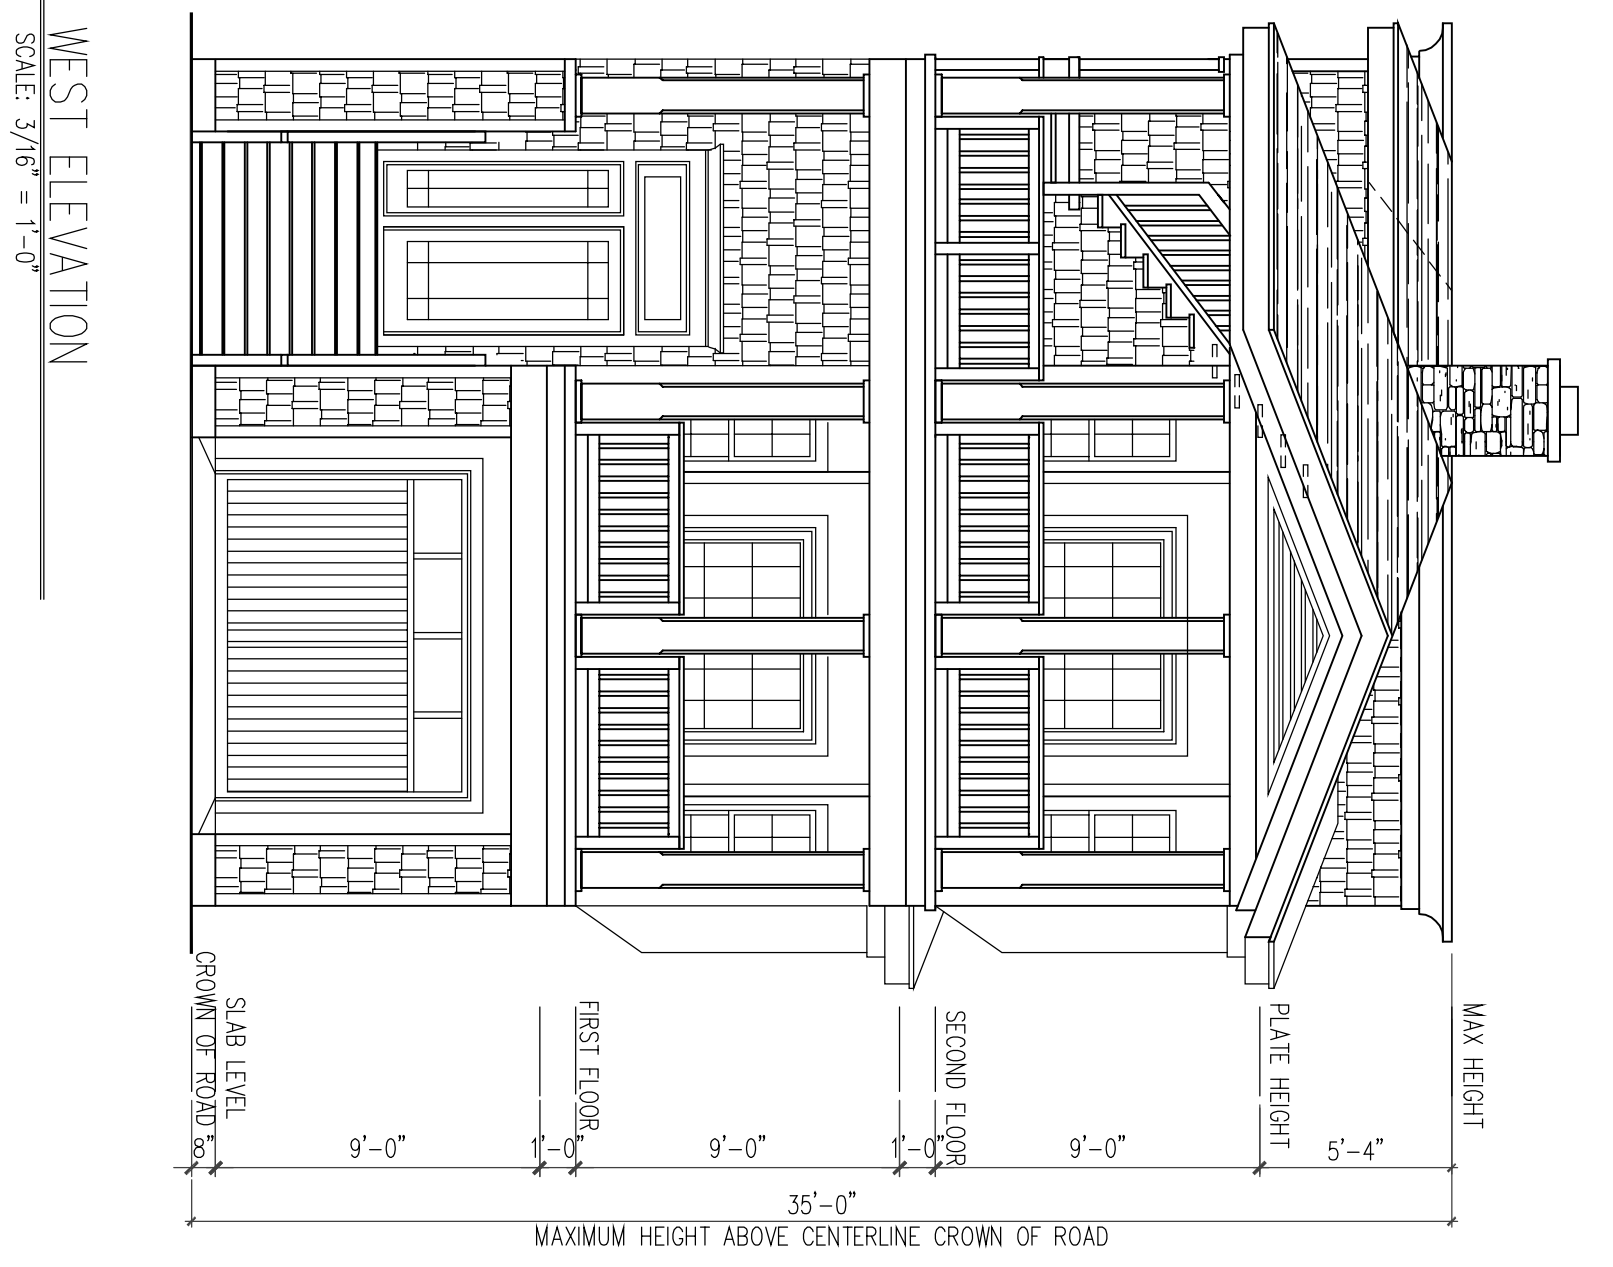 WEST ELEVATION
SCALE: 3/16" = 1'-0"
MAX HEIGHT
PLATE HEIGHT
SECOND FLOOR
FIRST FLOOR
SLAB LEVEL
CROWN OF ROAD
8"
9'-0"
1'-0"
9'-0"
1'-0"
9'-0"
5'-4"
35'-0"
MAXIMUM HEIGHT ABOVE CENTERLINE CROWN OF ROAD